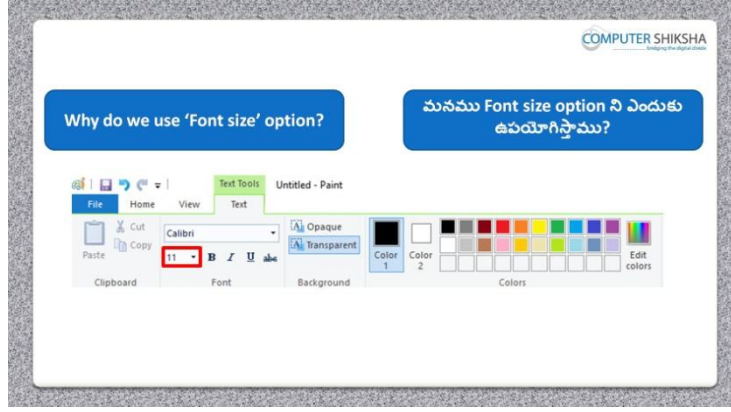 COMPUTER SHIKSHA
bridging the digital divide
Why do we use ‘Font size’ option?
మనము Font size option ని ఎందుకు
ఉపయోగిస్తాము?
Text Tools Untitled - Paint
File Home View Text
Paste
Cut
Copy
Clipboard
Calibri
11 B I U abc
Font
Opaque
Transparent
Background
Color
1
Color
2
Edit
colors
Colors